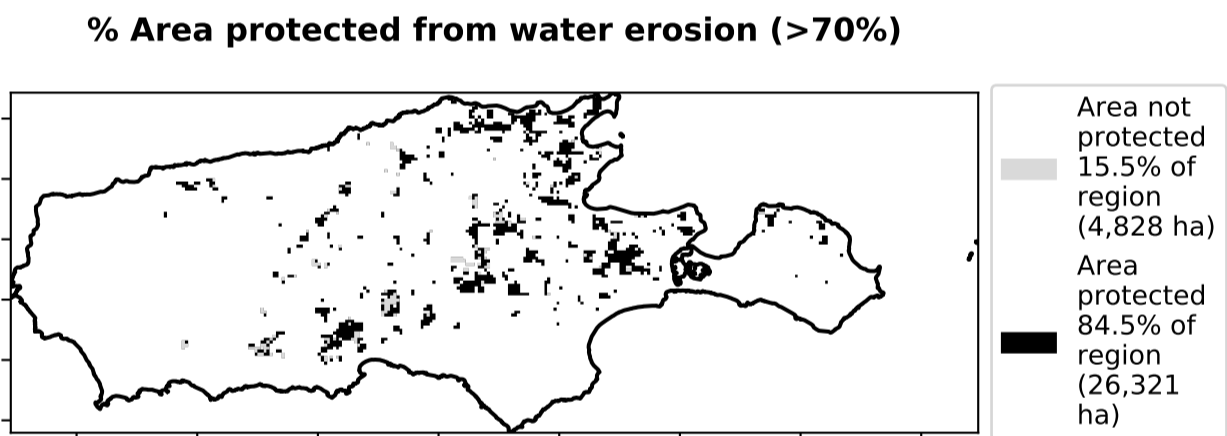 % Area protected from water erosion (>70%)
Area not
protected
15.5% of
region
(4,828 ha)
Area
protected
84.5% of
region
(26,321
ha)